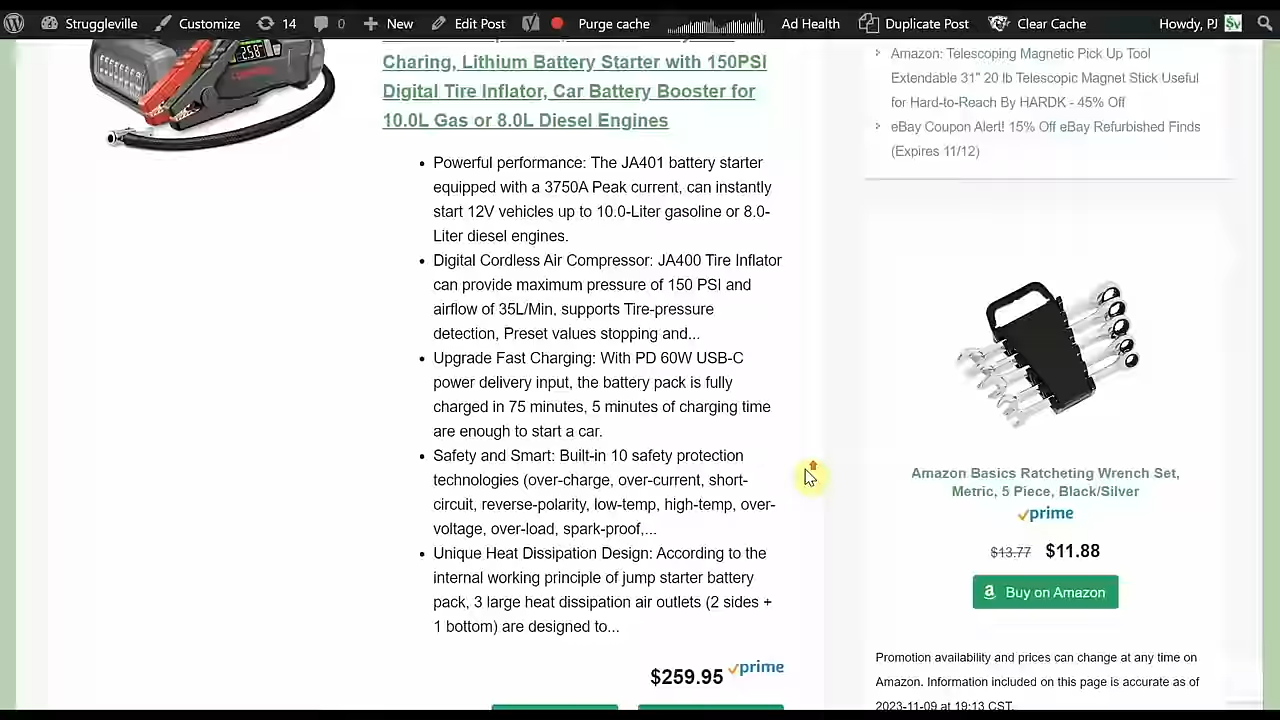 Struggleville Customize 14 0 New Edit Post Purge cache Ad Health Duplicate Post Clear Cache Howdy, PJ
258
Charing, Lithium Battery Starter with 150PSI
Digital Tire Inflator, Car Battery Booster for
10.0L Gas or 8.0L Diesel Engines
• Powerful performance: The JA401 battery starter
equipped with a 3750A Peak current, can instantly
start 12V vehicles up to 10.0-Liter gasoline or 8.0-
Liter diesel engines.
• Digital Cordless Air Compressor: JA400 Tire Inflator
can provide maximum pressure of 150 PSI and
airflow of 35L/Min, supports Tire-pressure
detection, Preset values stopping and...
• Upgrade Fast Charging: With PD 60W USB-C
power delivery input, the battery pack is fully
charged in 75 minutes, 5 minutes of charging time
are enough to start a car.
• Safety and Smart: Built-in 10 safety protection
technologies (over-charge, over-current, short-
circuit, reverse-polarity, low-temp, high-temp, over-
voltage, over-load, spark-proof,...
• Unique Heat Dissipation Design: According to the
internal working principle of jump starter battery
pack, 3 large heat dissipation air outlets (2 sides +
1 bottom) are designed to...
$259.95 prime
Amazon: Telescoping Magnetic Pick Up Tool
Extendable 31" 20 lb Telescopic Magnet Stick Useful
for Hard-to-Reach By HARDK - 45% Off
eBay Coupon Alert! 15% Off eBay Refurbished Finds
(Expires 11/12)
Amazon Basics Ratcheting Wrench Set,
Metric, 5 Piece, Black/Silver
prime
$13.77 $11.88
Buy on Amazon
Promotion availability and prices can change at any time on
Amazon. Information included on this page is accurate as of
2023-11-09 at 19:13 CST.